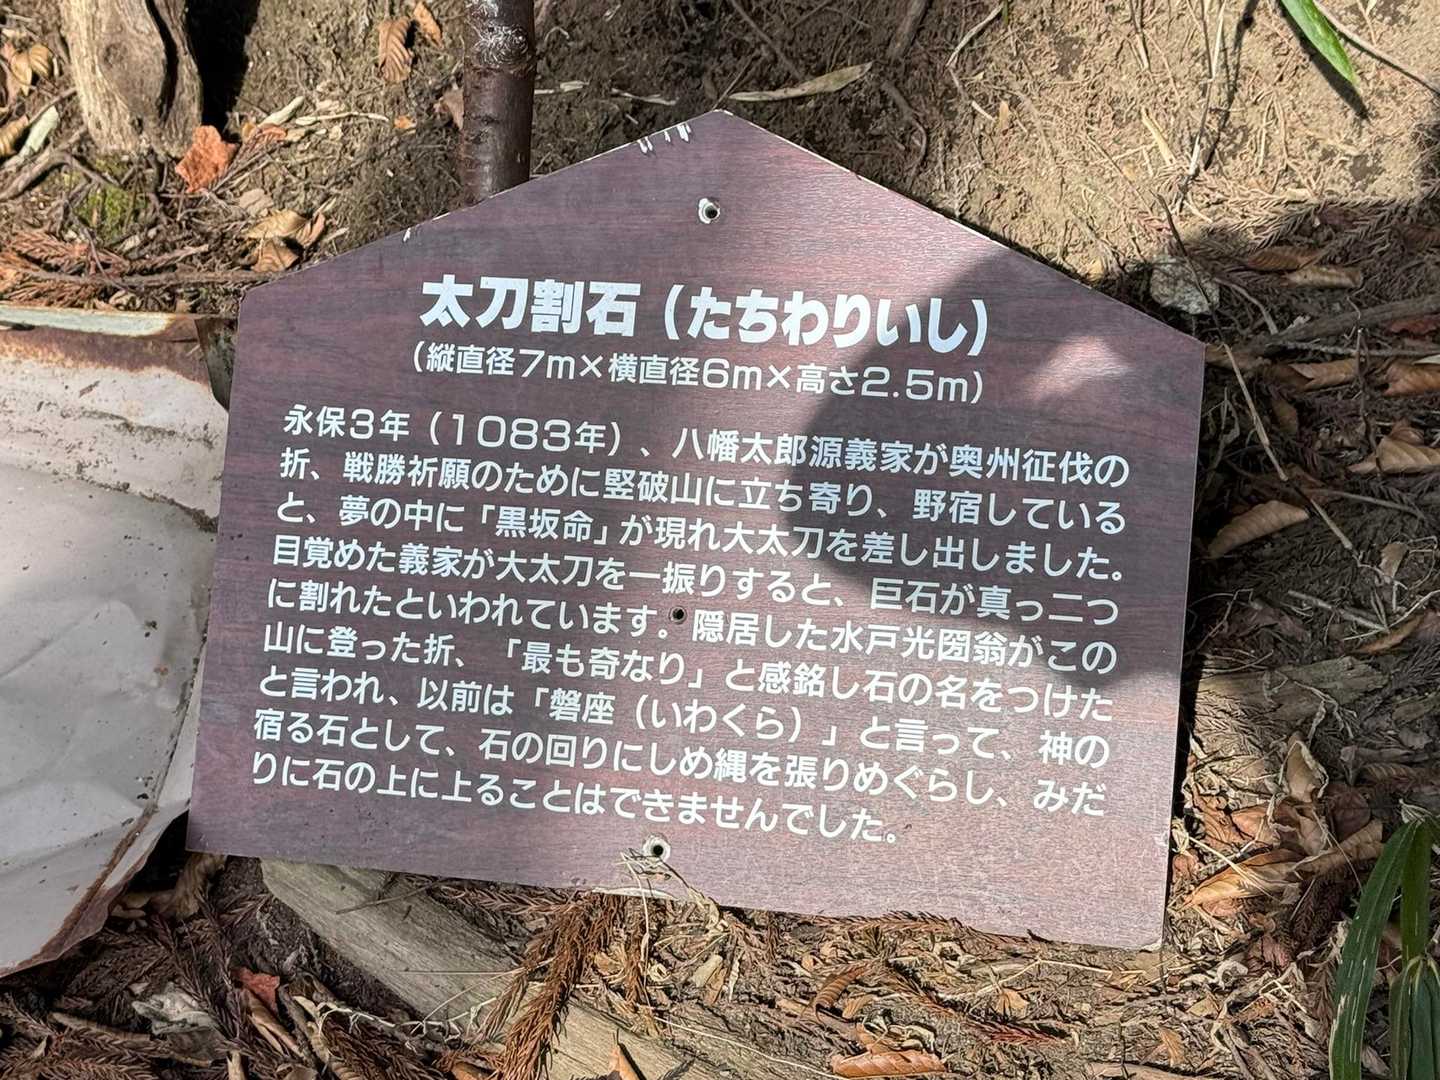 太刀割石（たちわりいし）
（縦直径7m×横直径6m×高さ2.5m）
永保3年（1083年）、八幡太郎源義家が奥州征伐の
折、戦勝祈願のために竪破山に立ち寄り、野宿している
と、夢の中に「黒坂命」が現れ大太刀を差し出しました。
目覚めた義家が大太刀を一振りすると、巨石が真っ二つ
に割れたといわれています。隠居した水戸光圀翁がこの
山に登った折、「最も奇なり」と感銘し石の名をつけた
と言われ、以前は「磐座（いわくら）」と言って、神の
宿る石として、石の回りにしめ縄を張りめぐらし、みだ
りに石の上に上ることはできませんでした。